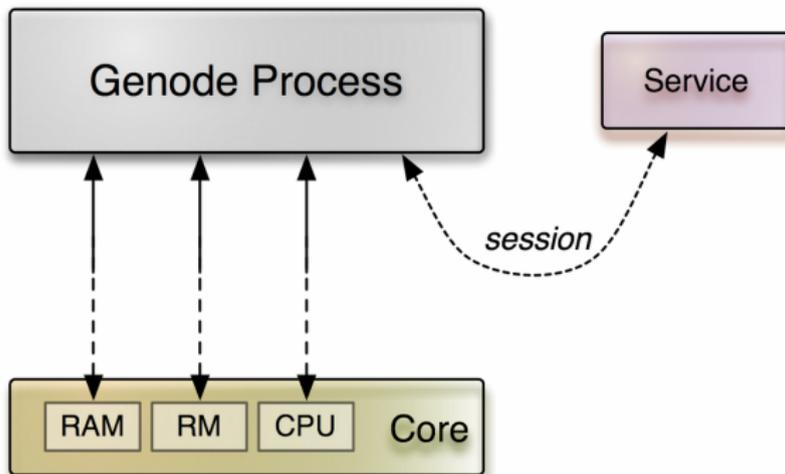 Genode Process
Service
session
RAM
RM
CPU
Core